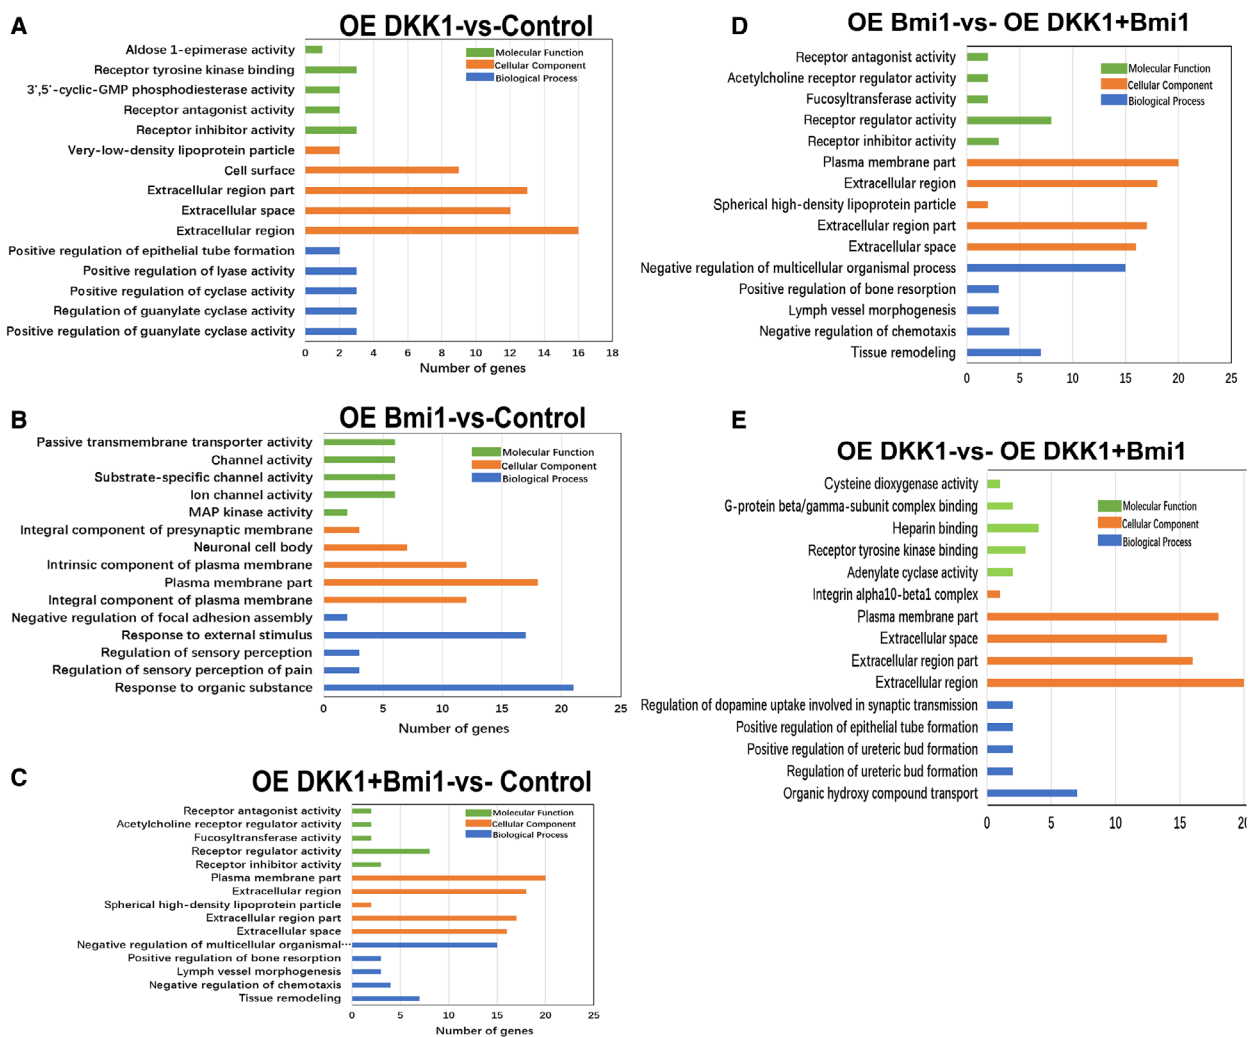 A
OE DKK1-vs-Control
Aldose 1-epimerase activity
Receptor tyrosine kinase binding
3',5'-cyclic-GMP phosphodiesterase activity
Receptor antagonist activity
Receptor inhibitor activity
Very-low-density lipoprotein particle
Cell surface
Extracellular region part
Extracellular space
Extracellular region
Positive regulation of epithelial tube formation
Positive regulation of lyase activity
Positive regulation of cyclase activity
Regulation of guanylate cyclase activity
Positive regulation of guanylate cyclase activity
Molecular Function
Cellular Component
Biological Process
0 2 4 6 8 10 12 14 16 18
Number of genes
B
OE Bmi1-vs-Control
Passive transmembrane transporter activity
Channel activity
Substrate-specific channel activity
Ion channel activity
MAP kinase activity
Integral component of presynaptic membrane
Neuronal cell body
Intrinsic component of plasma membrane
Plasma membrane part
Integral component of plasma membrane
Negative regulation of focal adhesion assembly
Response to external stimulus
Regulation of sensory perception
Regulation of sensory perception of pain
Response to organic substance
Molecular Function
Cellular Component
Biological Process
0 5 10 15 20 25
Number of genes
C
OE DKK1+Bmi1-vs- Control
Receptor antagonist activity
Acetylcholine receptor regulator activity
Fucosyltransferase activity
Receptor regulator activity
Receptor inhibitor activity
Plasma membrane part
Extracellular region
Spherical high-density lipoprotein particle
Extracellular region part
Extracellular space
Negative regulation of multicellular organismal…
Positive regulation of bone resorption
Lymph vessel morphogenesis
Negative regulation of chemotaxis
Tissue remodeling
Molecular Function
Cellular Component
Biological Process
0 5 10 15 20 25
Number of genes
D
OE Bmi1-vs- OE DKK1+Bmi1
Receptor antagonist activity
Acetylcholine receptor regulator activity
Fucosyltransferase activity
Receptor regulator activity
Receptor inhibitor activity
Plasma membrane part
Extracellular region
Spherical high-density lipoprotein particle
Extracellular region part
Extracellular space
Negative regulation of multicellular organismal process
Positive regulation of bone resorption
Lymph vessel morphogenesis
Negative regulation of chemotaxis
Tissue remodeling
Molecular Function
Cellular Component
Biological Process
0 5 10 15 20 25
E
OE DKK1-vs- OE DKK1+Bmi1
Cysteine dioxygenase activity
G-protein beta/gamma-subunit complex binding
Heparin binding
Receptor tyrosine kinase binding
Adenylate cyclase activity
Integrin alpha10-beta1 complex
Plasma membrane part
Extracellular space
Extracellular region part
Extracellular region
Regulation of dopamine uptake involved in synaptic transmission
Positive regulation of epithelial tube formation
Positive regulation of ureteric bud formation
Regulation of ureteric bud formation
Organic hydroxy compound transport
Molecular Function
Cellular Component
Biological Process
0 5 10 15 20